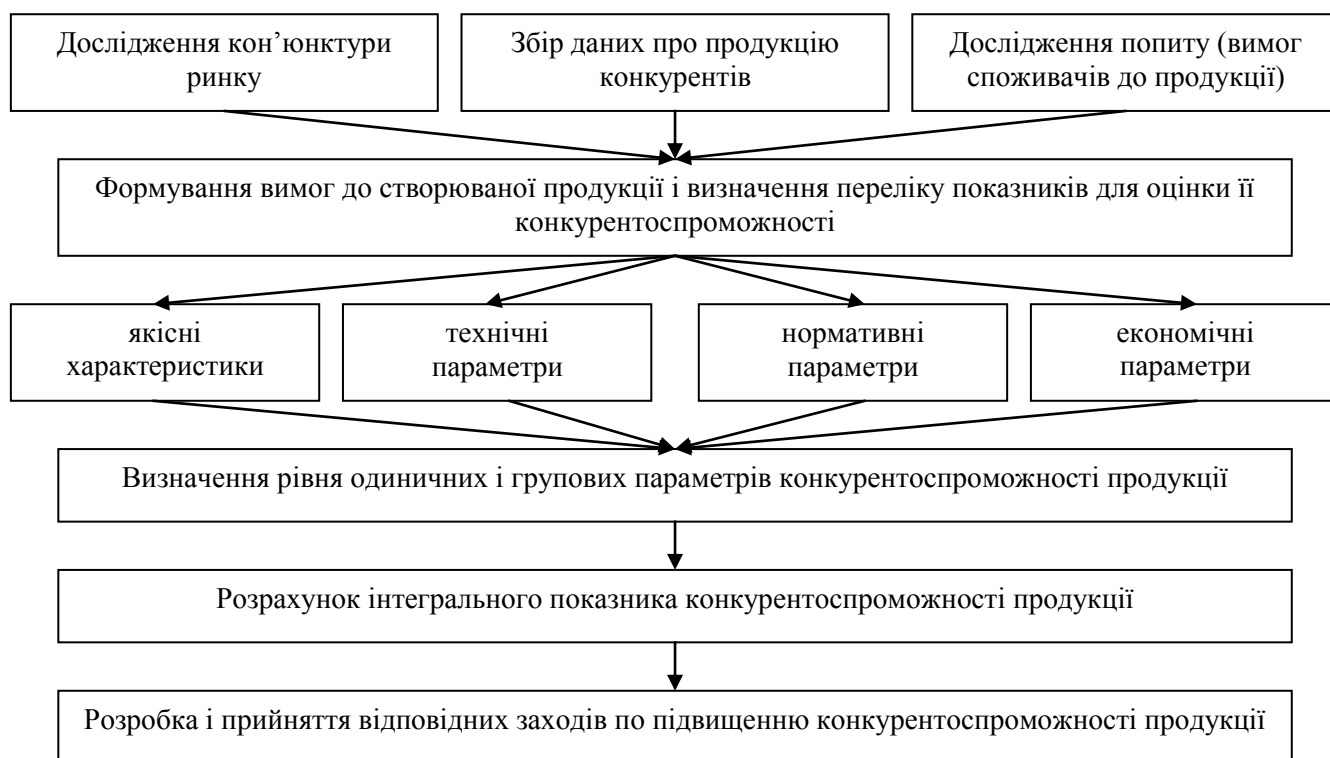 Дослідження кон’юнктури
ринку
Збір даних про продукцію
конкурентів
Дослідження попиту (вимог
споживачів до продукції)
Формування вимог до створюваної продукції і визначення переліку показників для оцінки її
конкурентоспроможності
якісні
характеристики
технічні
параметри
нормативні
параметри
економічні
параметри
Визначення рівня одиничних і групових параметрів конкурентоспроможності продукції
Розрахунок інтегрального показника конкурентоспроможності продукції
Розробка і прийняття відповідних заходів по підвищенню конкурентоспроможності продукції